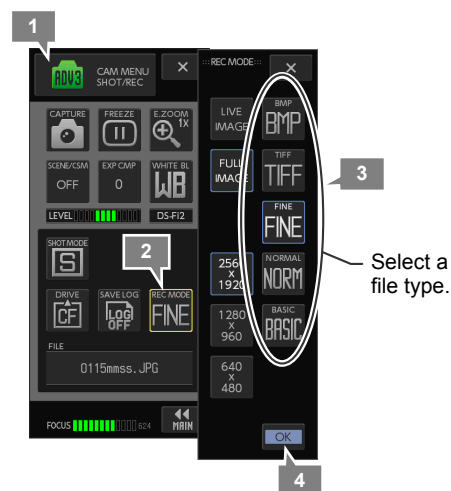 1
ADV3
CAM MENU
SHOT/REC
×
CAPTURE
FREEZE
E.ZOOM
1X
SCENE/CSM
OFF
EXP CMP
0
WHITE BL
WB
LEVEL
DS-Fi2
SHOT MODE
S
2
DRIVE
CF
SAVE LOG
LOG
OFF
REC MODE
FINE
FILE
0115mmss.JPG
FOCUS
624
MAIN
:::REC MODE:::
×
LIVE
IMAGE
FULL
IMAGE
256
x
1920
1280
x
960
640
x
480
BMP
BMP
TIFF
TIFF
FINE
FINE
NORMAL
NORM
BASIC
BASIC
OK
3
Select a
file type.
4